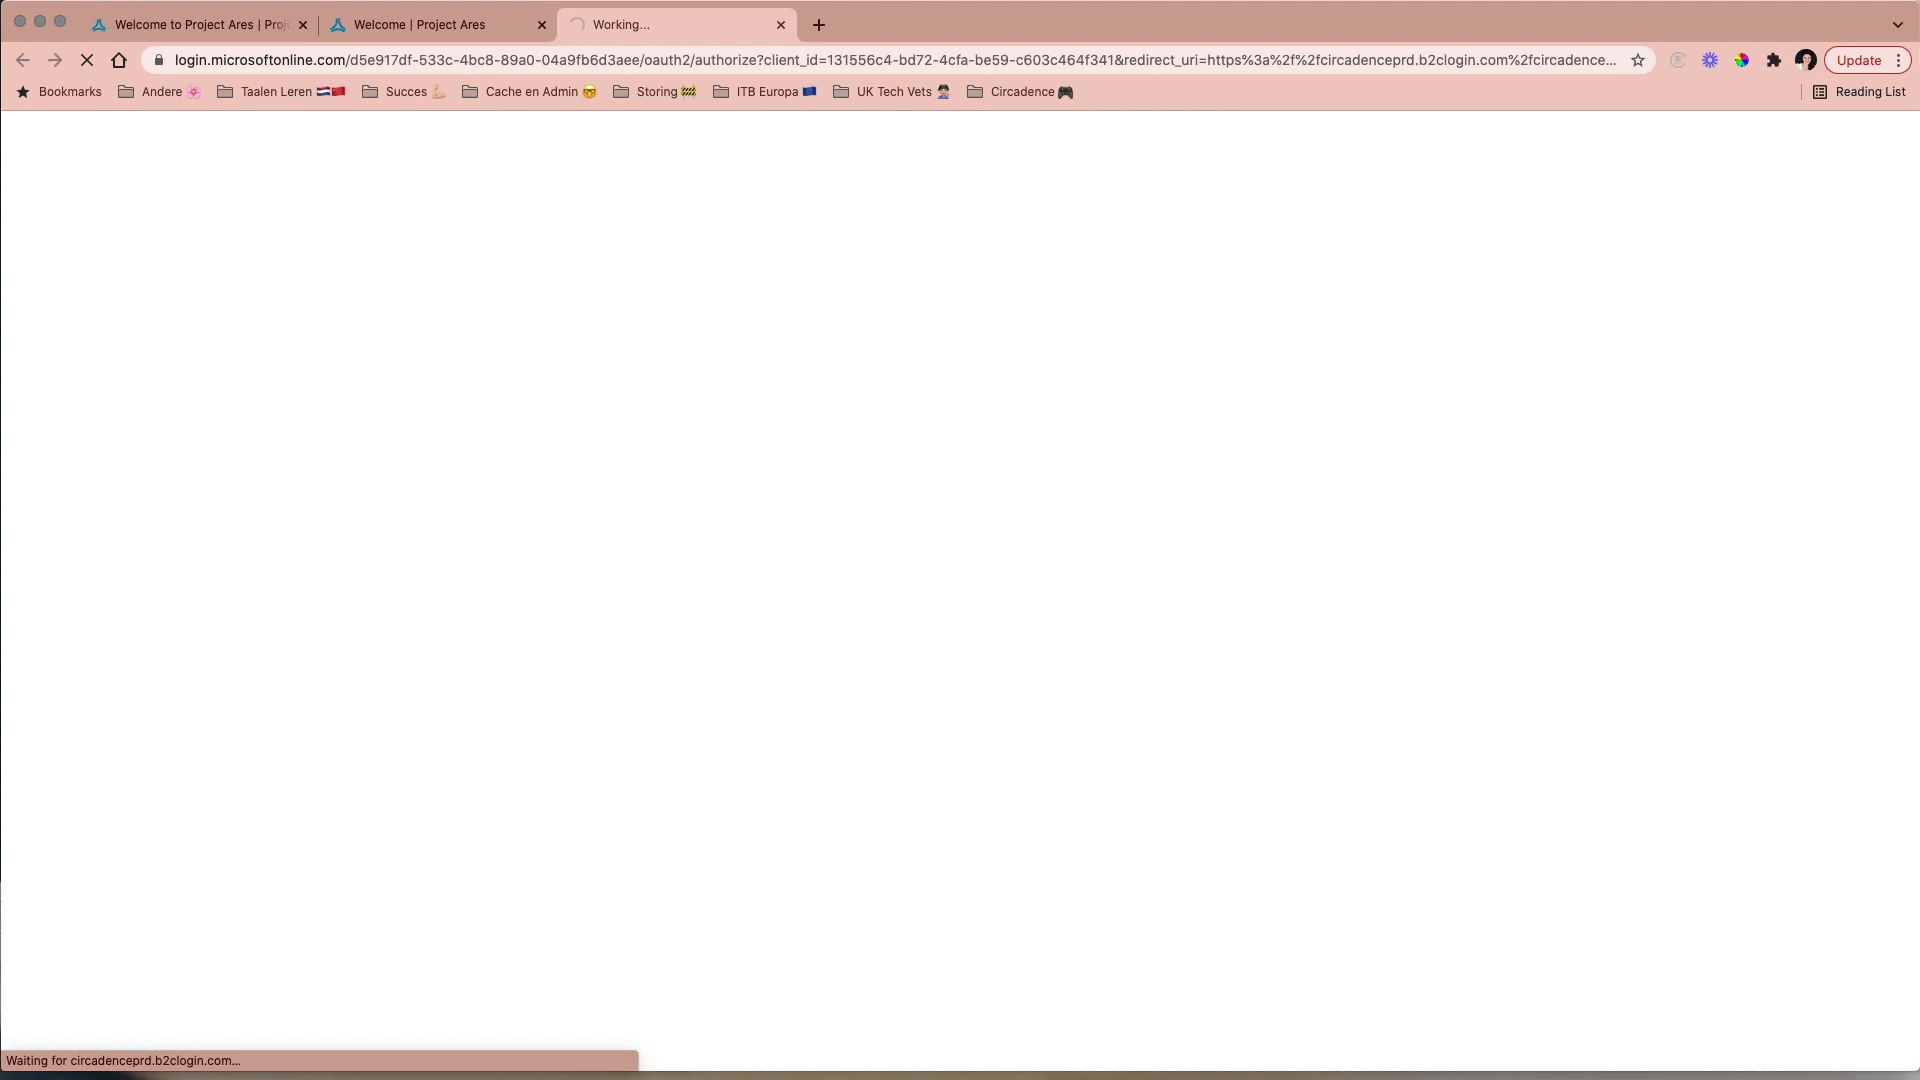 Welcome to Project Ares | Proj
Welcome | Project Ares
Working...
login.microsoftonline.com/d5e917df-533c-4bc8-89a0-04a9fb6d3aee/oauth2/authorize?client_id=131556c4-bd72-4cfa-be59-c603c464f341&redirect_uri=https%3a%2f%2fcircadenceprd.b2clogin.com%2fcircadence...
Update
Bookmarks
Andere 🌸
Taalen Leren 🇳🇱🇨🇳
Succes 💪🏼
Cache en Admin 🤓
Storing 🚧
ITB Europa 🇪🇺
UK Tech Vets
Circadence 🎮
Reading List
Waiting for circadenceprd.b2clogin.com...